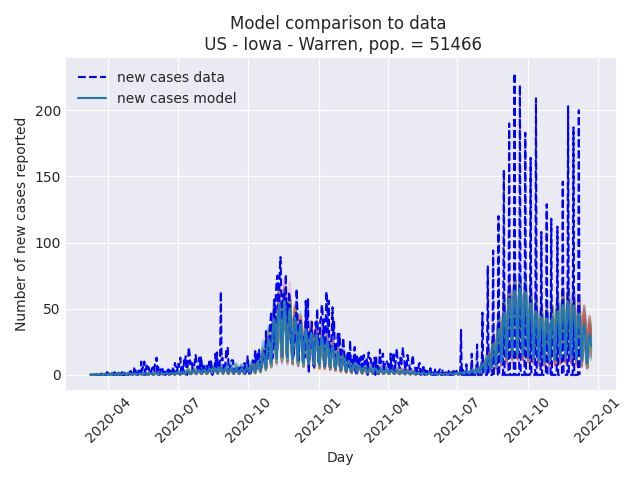 Model comparison to data
US - Iowa - Warren, pop. = 51466
new cases data
new cases model
Number of new cases reported
200
150
100
50
0
2020-04
2020-07
2020-10
2021-01
2021-04
2021-07
2021-10
2022-01
Day